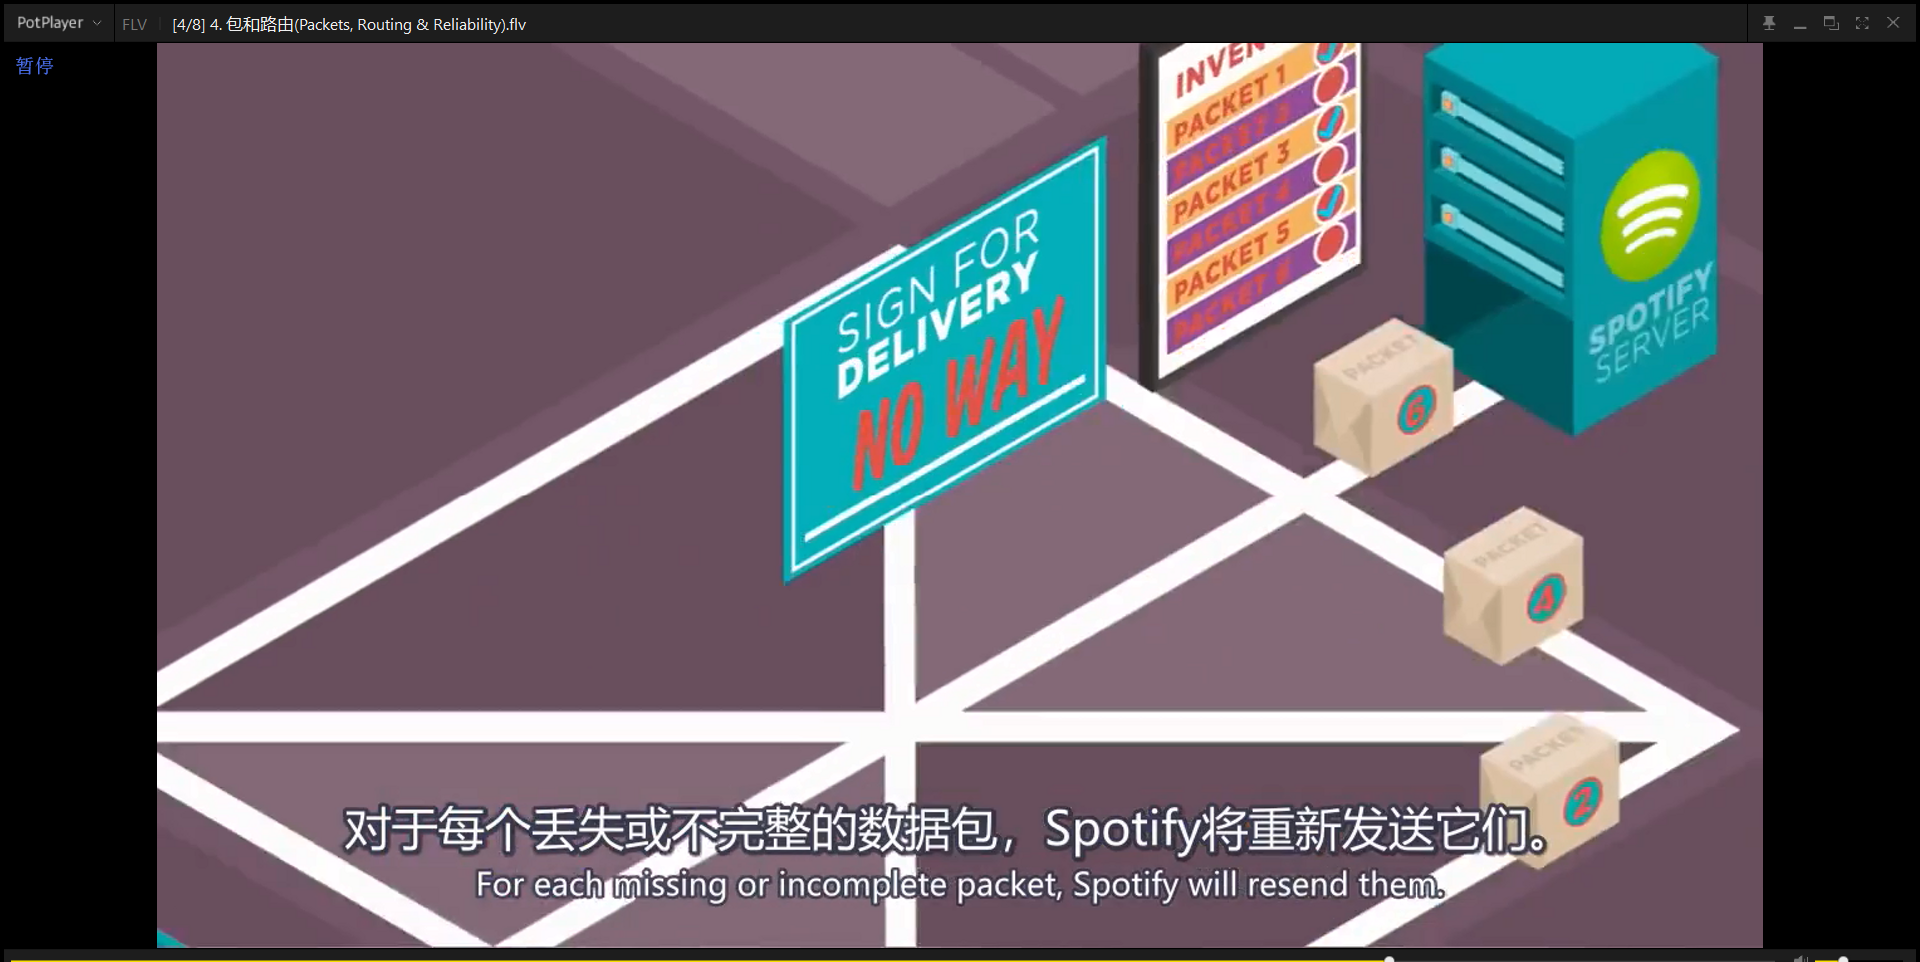 PotPlayer
FLV
[4/8] 4. 包和路由(Packets, Routing & Reliability).flv
暂停
INVEN
PACKET 1
PACKET 2
PACKET 3
PACKET 4
PACKET 5
PACKET 6
SIGN FOR
DELIVERY
NO WAY
SPOTIFY
SERVER
PACKET
6
PACKET
4
PACKET
2
对于每个丢失或不完整的数据包，Spotify将重新发送它们。
For each missing or incomplete packet, Spotify will resend them.